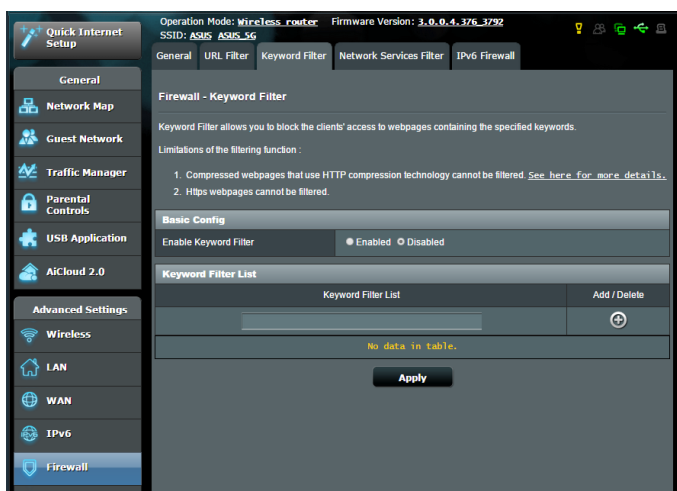 Quick Internet
Setup
Operation Mode: Wireless router Firmware Version: 3.0.0.4.376_3792
SSID: ASUS ASUS_5G
General URL Filter Keyword Filter Network Services Filter IPv6 Firewall
General
Network Map
Guest Network
Traffic Manager
Parental
Controls
USB Application
AiCloud 2.0
Advanced Settings
Wireless
LAN
WAN
IPv6
IPv6
Firewall
Firewall - Keyword Filter
Keyword Filter allows you to block the clients' access to webpages containing the specified keywords.
Limitations of the filtering function :
1. Compressed webpages that use HTTP compression technology cannot be filtered. See here for more details.
2. Https webpages cannot be filtered.
Basic Config
Enable Keyword Filter Enabled Disabled
Keyword Filter List
Keyword Filter List Add / Delete
No data in table.
Apply